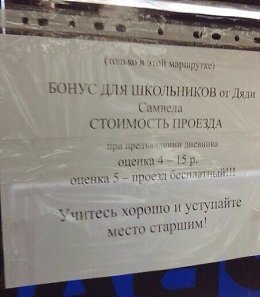 (только в этой маршрутке)
БОНУС ДЛЯ ШКОЛЬНИКОВ от Дяди
Самвела
СТОИМОСТЬ ПРОЕЗДА
при предъявлении дневника
оценка 4 – 15 р.
оценка 5 – проезд бесплатный!!!
Учитесь хорошо и уступайте
место старшим!